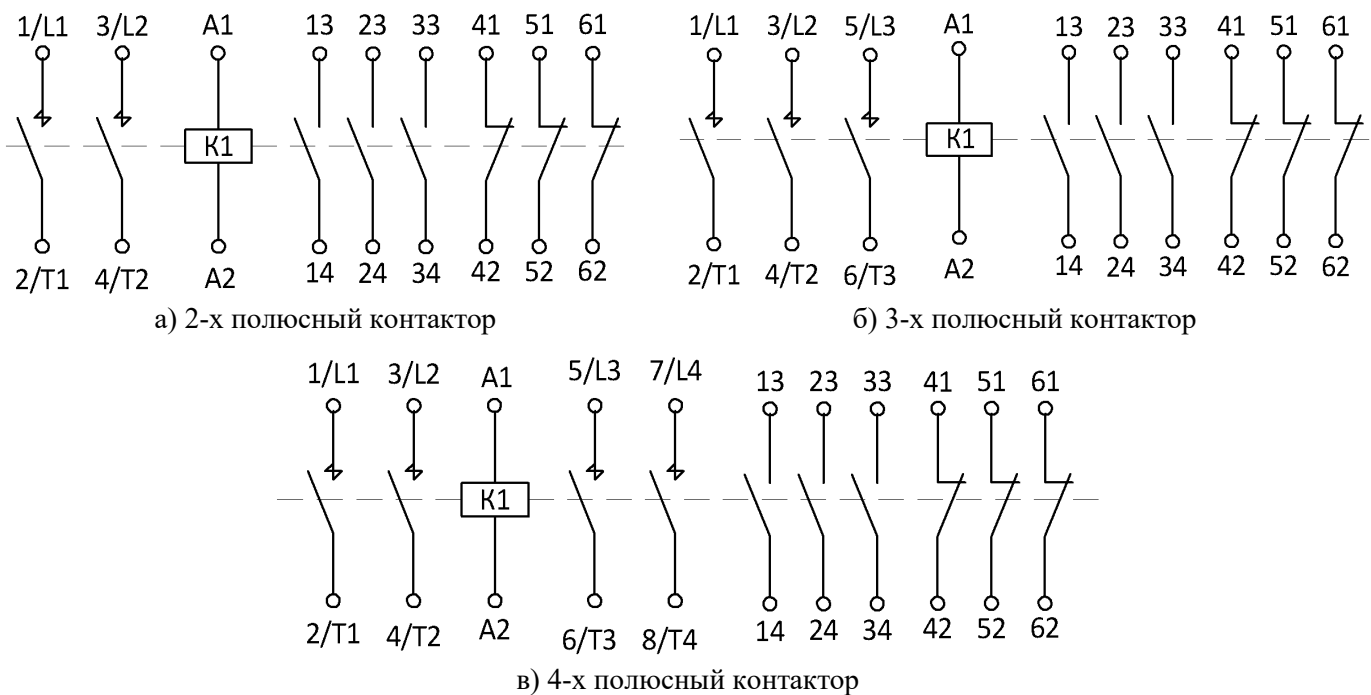 1/L1 3/L2 A1 13 23 33 41 51 61
К1
2/T1 4/T2 A2 14 24 34 42 52 62
а) 2-х полюсный контактор
1/L1 3/L2 5/L3 A1 13 23 33 41 51 61
К1
2/T1 4/T2 6/T3 A2 14 24 34 42 52 62
б) 3-х полюсный контактор
1/L1 3/L2 A1 5/L3 7/L4 13 23 33 41 51 61
К1
2/T1 4/T2 A2 6/T3 8/T4 14 24 34 42 52 62
в) 4-х полюсный контактор